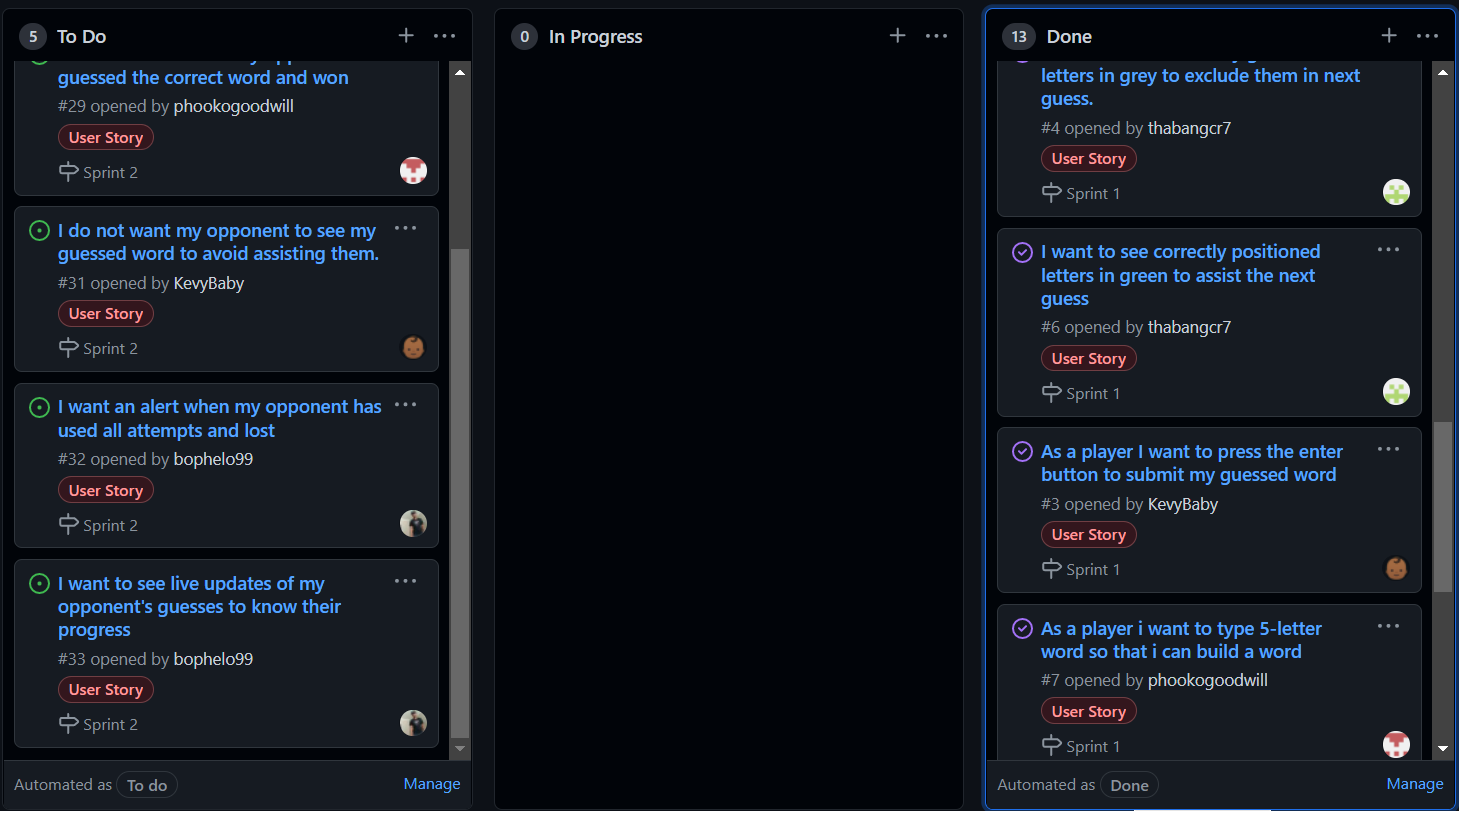 5 To Do
guessed the correct word and won
#29 opened by phookogoodwill
User Story
Sprint 2
I do not want my opponent to see my
guessed word to avoid assisting them.
#31 opened by KevyBaby
User Story
Sprint 2
I want an alert when my opponent has
used all attempts and lost
#32 opened by bophelo99
User Story
Sprint 2
I want to see live updates of my
opponent's guesses to know their
progress
#33 opened by bophelo99
User Story
Sprint 2
Automated as To do Manage
0 In Progress
13 Done
letters in grey to exclude them in next
guess.
#4 opened by thabangcr7
User Story
Sprint 1
I want to see correctly positioned
letters in green to assist the next
guess
#6 opened by thabangcr7
User Story
Sprint 1
As a player I want to press the enter
button to submit my guessed word
#3 opened by KevyBaby
User Story
Sprint 1
As a player i want to type 5-letter
word so that i can build a word
#7 opened by phookogoodwill
User Story
Sprint 1
Automated as Done Manage